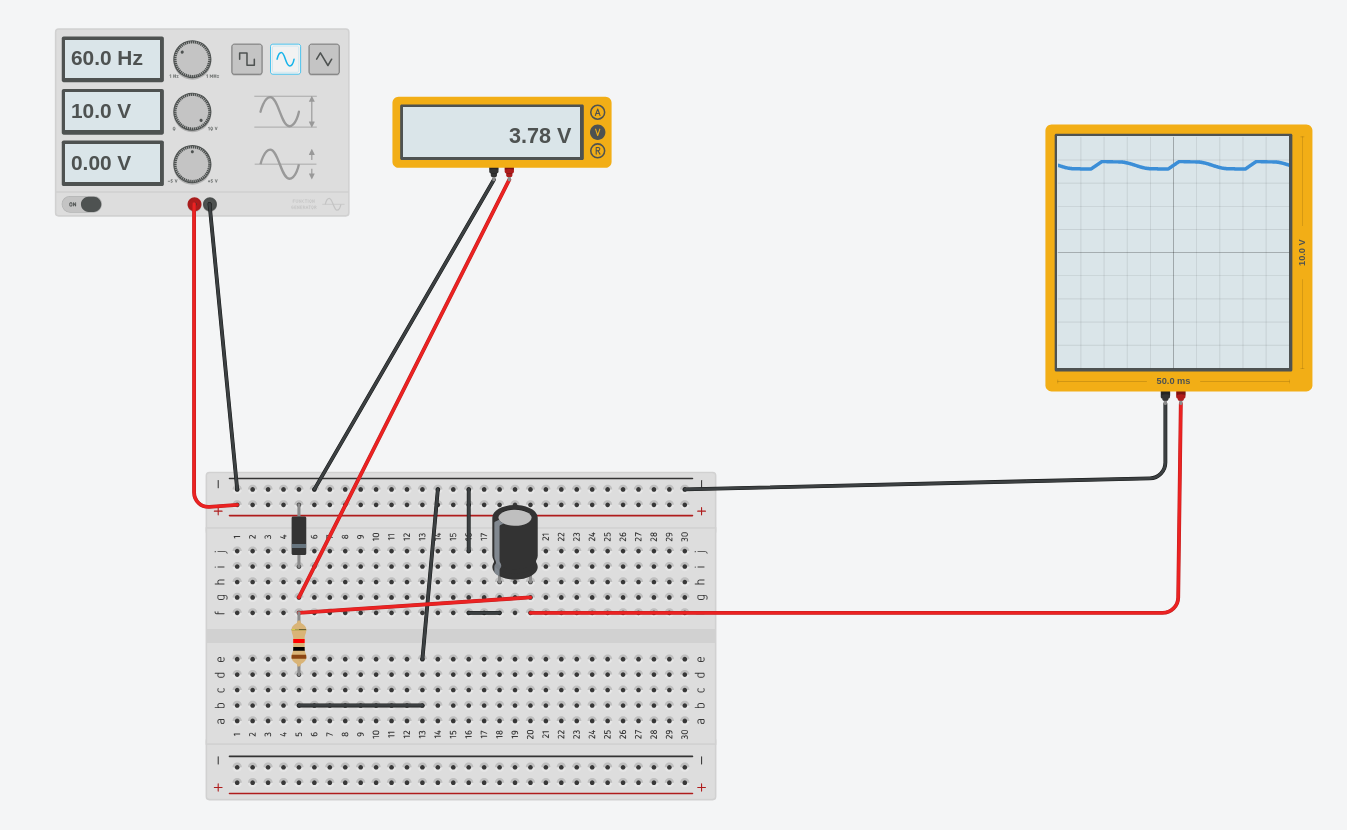 60.0 Hz
1 Hz 1 MHz
10.0 V
0 10 V
0.00 V
-5 V +5 V
ON
FUNCTION
GENERATOR
3.78 V
A
V
R
10.0 V
50.0 ms
− −
+ +
1 2 3 4 5 6 7 8 9 10 11 12 13 14 15 16 17 21 22 23 24 25 26 27 28 29 30
j j
i i
h h
g g
f f
e e
d d
c c
b b
a a
1 2 3 4 5 6 7 8 9 10 11 12 13 14 15 16 17 18 19 20 21 22 23 24 25 26 27 28 29 30
− −
+ +